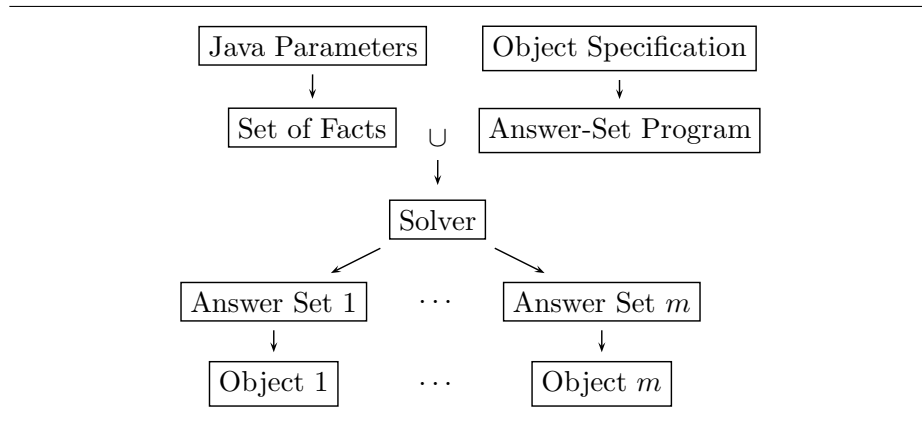 Java Parameters Object Specification
Set of Facts ∪ Answer-Set Program
Solver
Answer Set 1 ··· Answer Set m
Object 1 ··· Object m